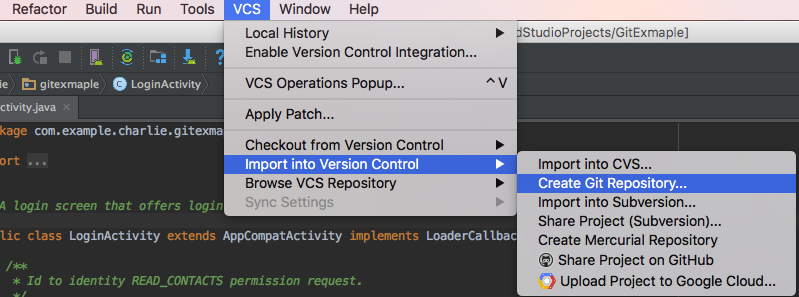 Refactor Build Run Tools VCS Window Help
Local History
dStudioProjects/GitExmaple]
Enable Version Control Integration...
gitexmaple LoginActivity
VCS Operations Popup... ^V
ctivity.java ×
Apply Patch...
kage com.example.charlie.gitexma
Checkout from Version Control
ort ...
Import into Version Control
Browse VCS Repository
Sync Settings
Import into CVS...
Create Git Repository...
Import into Subversion...
Share Project (Subversion)...
Create Mercurial Repository
Share Project on GitHub
Upload Project to Google Cloud...
A login screen that offers login
lic class LoginActivity extends AppCompatActivity implements LoaderCallbac
/**
* Id to identity READ_CONTACTS permission request.
*/